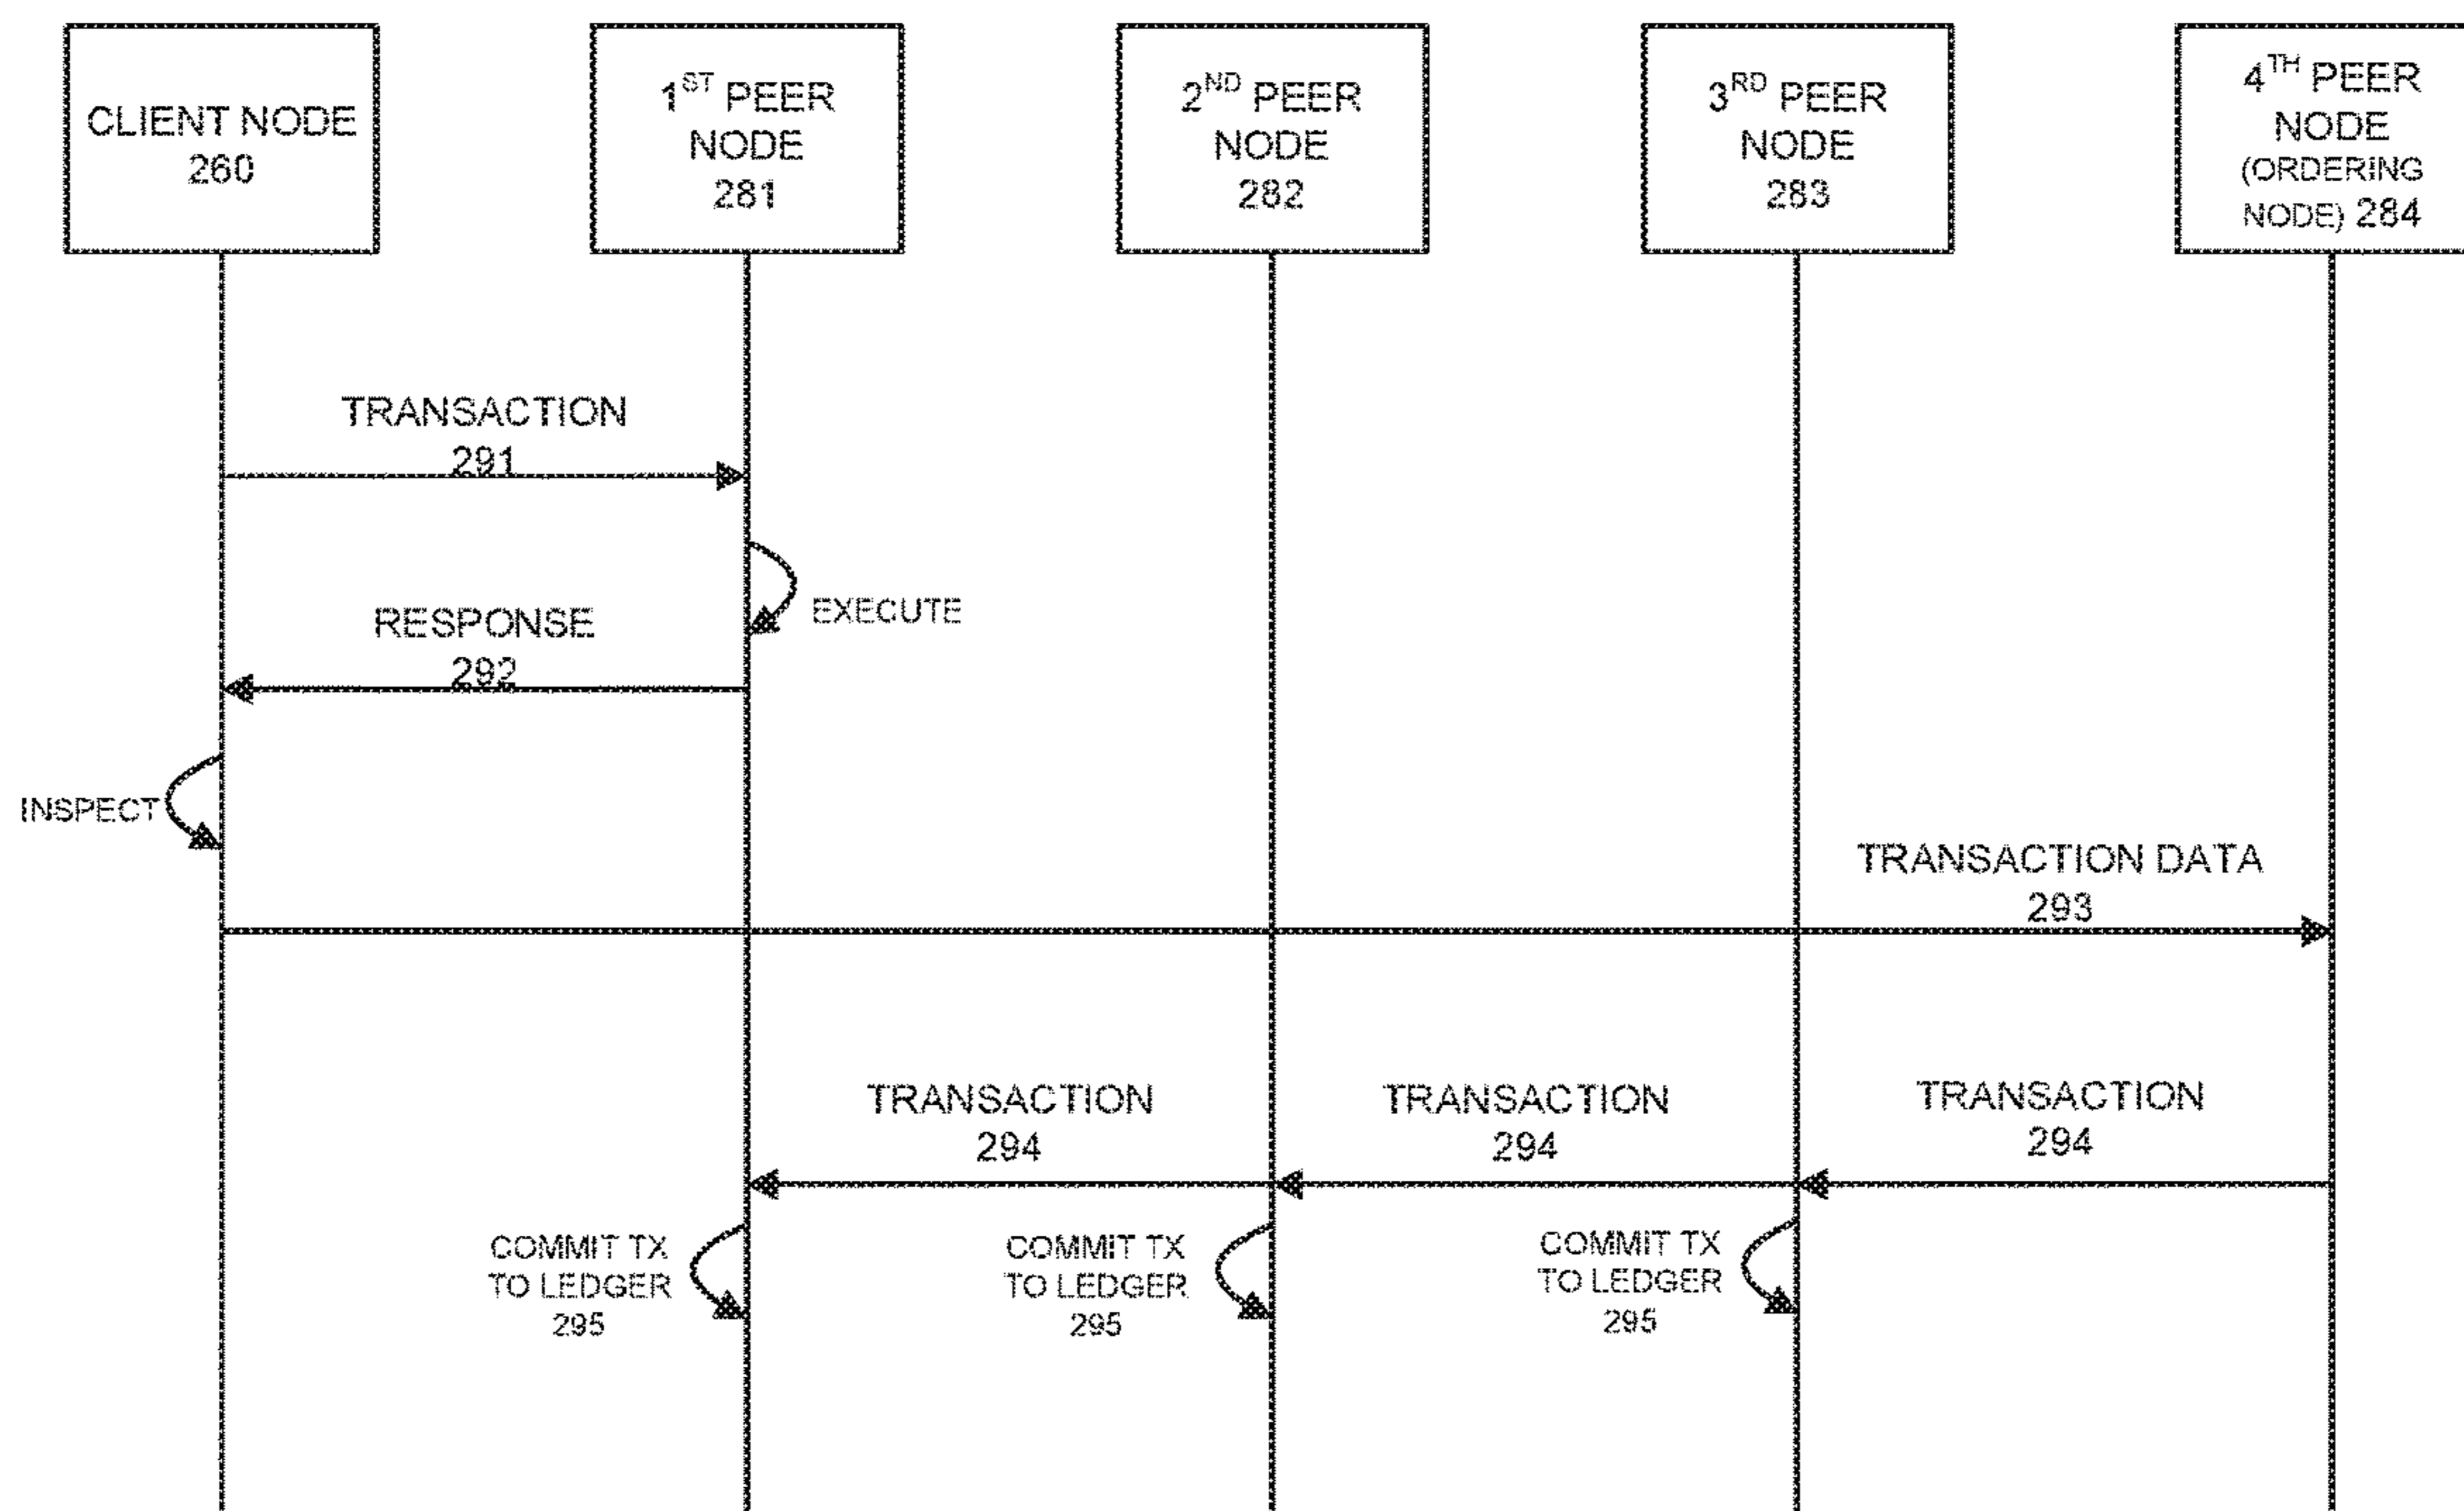 CLIENT NODE
260
1ST PEER
NODE
281
2ND PEER
NODE
282
3RD PEER
NODE
283
4TH PEER
NODE
(ORDERING
NODE) 284
TRANSACTION
291
EXECUTE
RESPONSE
292
INSPECT
TRANSACTION DATA
293
TRANSACTION
294
TRANSACTION
294
TRANSACTION
294
COMMIT TX
TO LEDGER
295
COMMIT TX
TO LEDGER
295
COMMIT TX
TO LEDGER
295